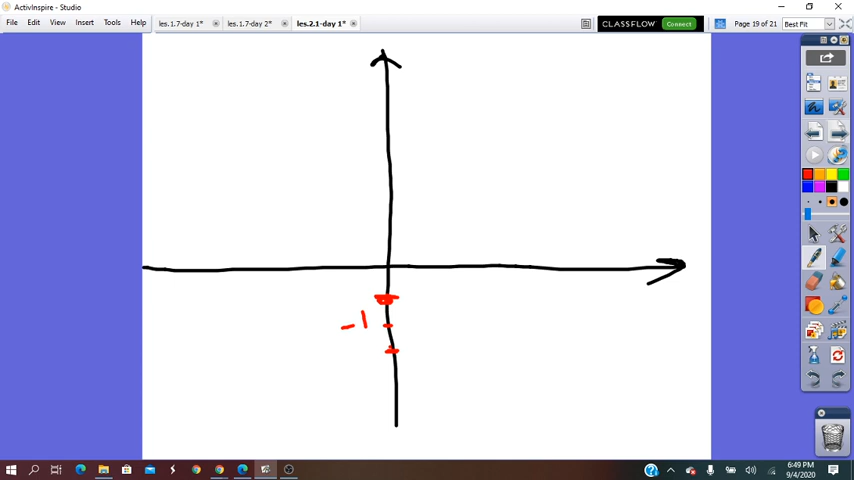 ActivInspire - Studio
File Edit View Insert Tools Help
les.1.7-day 1*
les.1.7-day 2*
les.2.1-day 1*
CLASSFLOW Connect
Page 19 of 21
Best Fit
-1
6:49 PM
9/4/2020